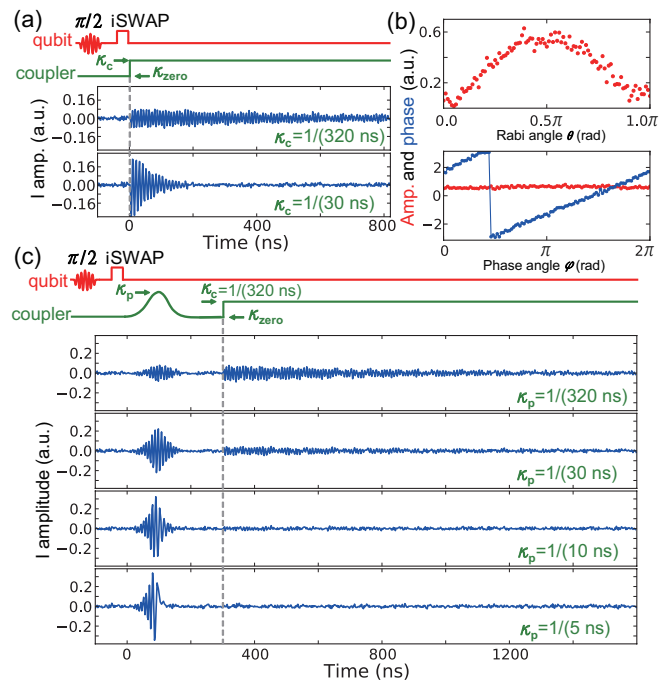 (a) π/2 iSWAP
qubit
κc
coupler
κzero
I amp. (a.u.)
0.16
0.00
−0.16
κc=1/(320 ns)
0.16
0.00
−0.16
κc=1/(30 ns)
0 400 800
Time (ns)
(b)
Amp. and phase (a.u.)
0.6
0.4
0.2
0.0 0.5π 1.0π
Rabi angle θ (rad)
2
0
−2
0 π 2π
Phase angle φ (rad)
(c) π/2 iSWAP
qubit
κp
κc=1/(320 ns)
coupler
κzero
I amplitude (a.u.)
0.2
0.0
−0.2
κp=1/(320 ns)
0.2
0.0
−0.2
κp=1/(30 ns)
0.2
0.0
−0.2
κp=1/(10 ns)
0.2
0.0
−0.2
κp=1/(5 ns)
0 400 800 1200
Time (ns)